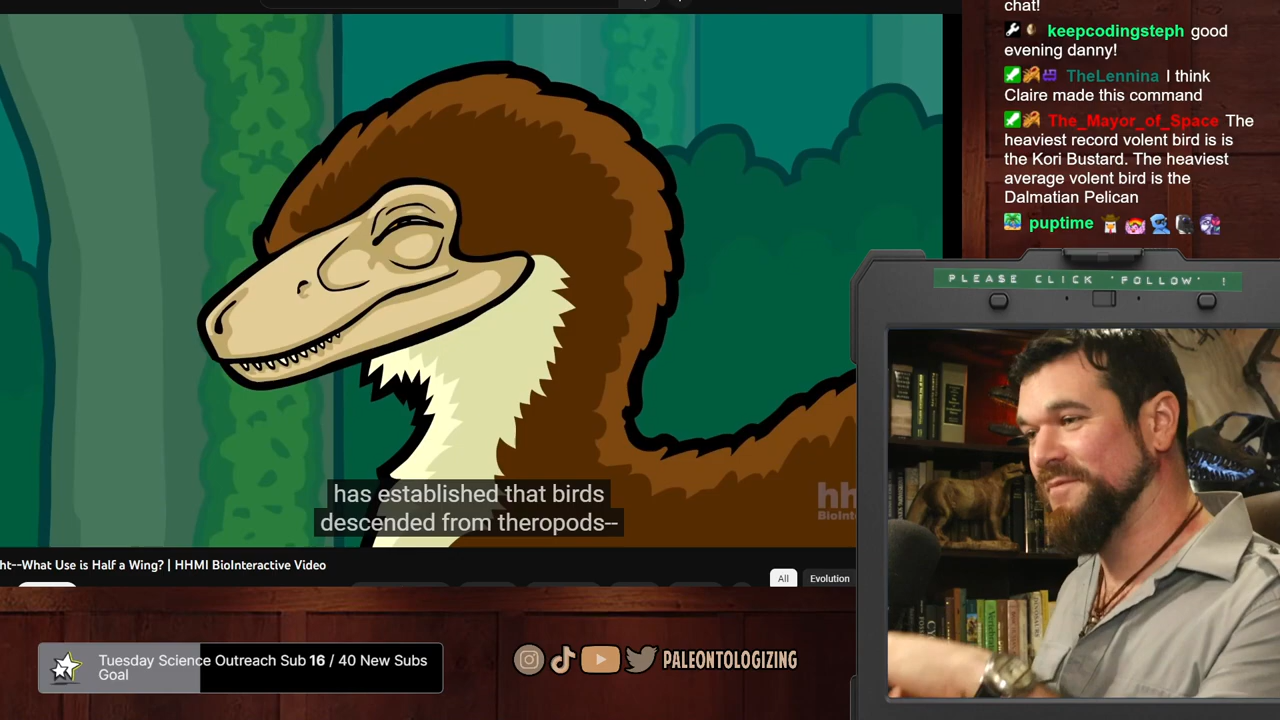 chat!
keepcodingsteph good
evening danny!
TheLennina I think
Claire made this command
The_Mayor_of_Space The
heaviest record volent bird is is
the Kori Bustard. The heaviest
average volent bird is the
Dalmatian Pelican
puptime
PLEASE CLICK 'FOLLOW' !
has established that birds
descended from theropods--
hh
BioInte
ht--What Use is Half a Wing? | HHMI BioInteractive Video
All
Evolution
Tuesday Science Outreach Sub 16 / 40 New Subs
Goal
PALEONTOLOGIZING